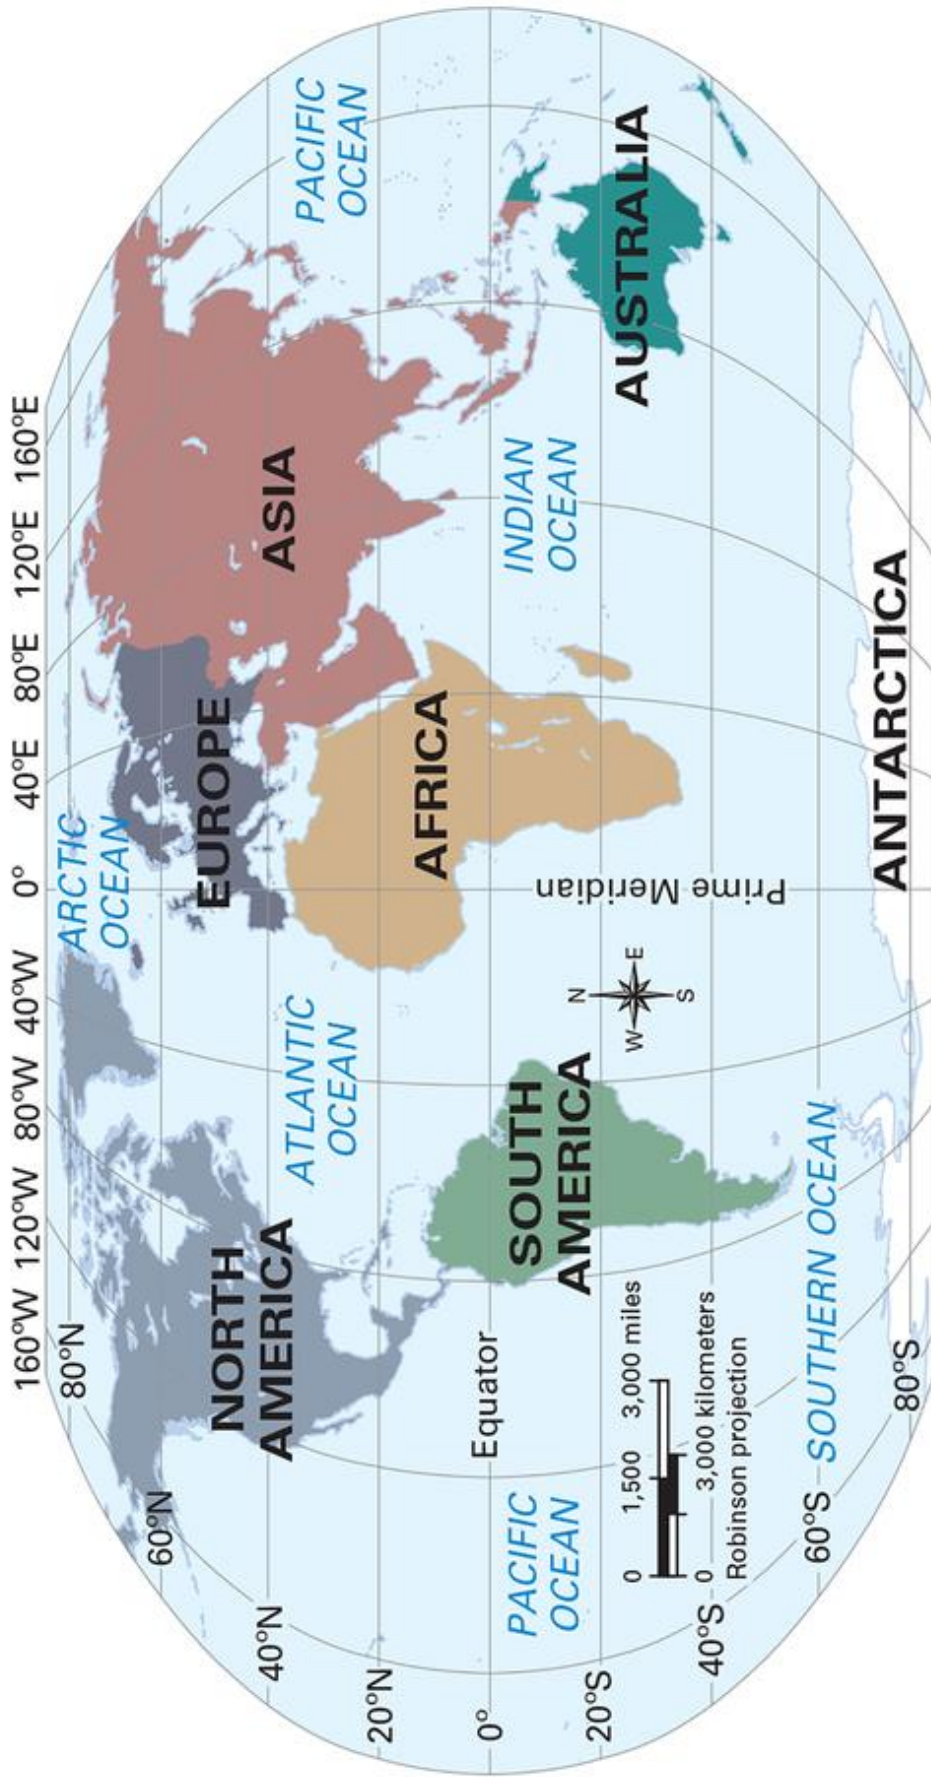 160°W 120°W 80°W 40°W 0° 40°E 80°E 120°E 160°E
80°N
ARCTIC
OCEAN
60°N
EUROPE
NORTH
AMERICA
ASIA
40°N
ATLANTIC
OCEAN
PACIFIC
OCEAN
20°N
AFRICA
0°
Equator
PACIFIC
OCEAN
SOUTH
AMERICA
INDIAN
OCEAN
Prime Meridian
20°S
N
W E
S
AUSTRALIA
0 1,500 3,000 miles
0 3,000 kilometers
Robinson projection
40°S
60°S
SOUTHERN OCEAN
80°S
ANTARCTICA